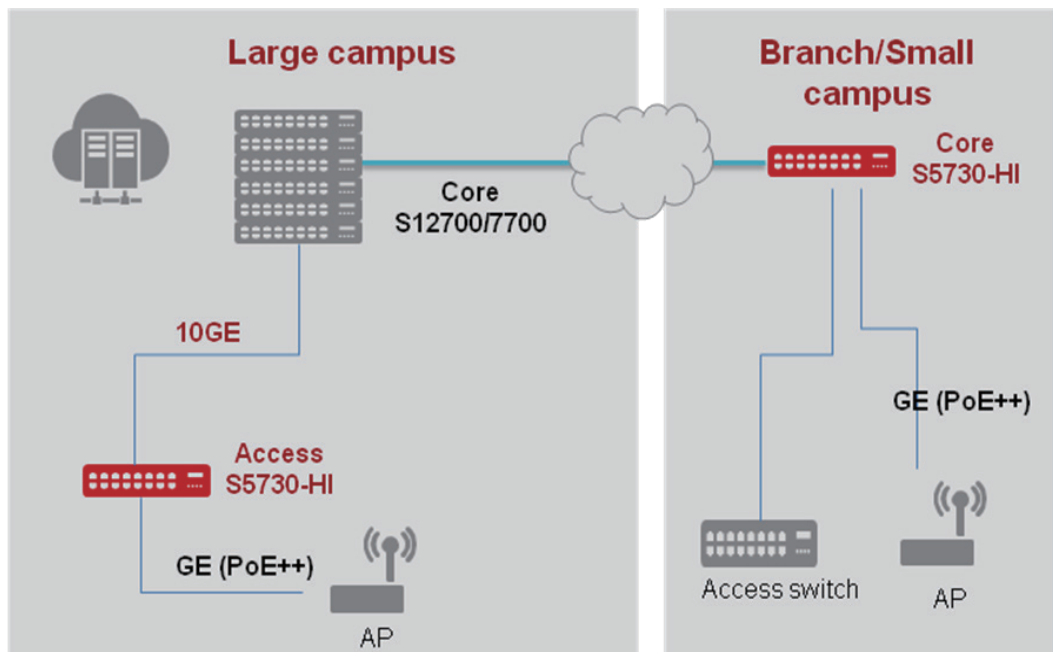 Large campus
Core
S12700/7700
10GE
Access
S5730-HI
GE (PoE++)
AP
Branch/Small
campus
Core
S5730-HI
GE (PoE++)
Access switch
AP